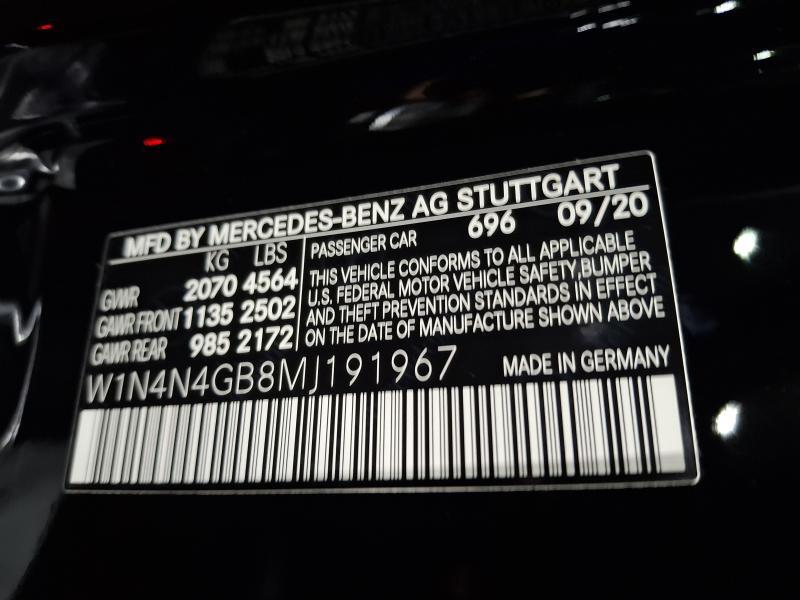 MFD BY MERCEDES-BENZ AG STUTTGART
KG LBS
GVWR 2070 4564
GAWR FRONT 1135 2502
GAWR REAR 985 2172
PASSENGER CAR 696 09/20
THIS VEHICLE CONFORMS TO ALL APPLICABLE
U.S. FEDERAL MOTOR VEHICLE SAFETY,BUMPER
AND THEFT PREVENTION STANDARDS IN EFFECT
ON THE DATE OF MANUFACTURE SHOWN ABOVE
W1N4N4GB8MJ191967
MADE IN GERMANY